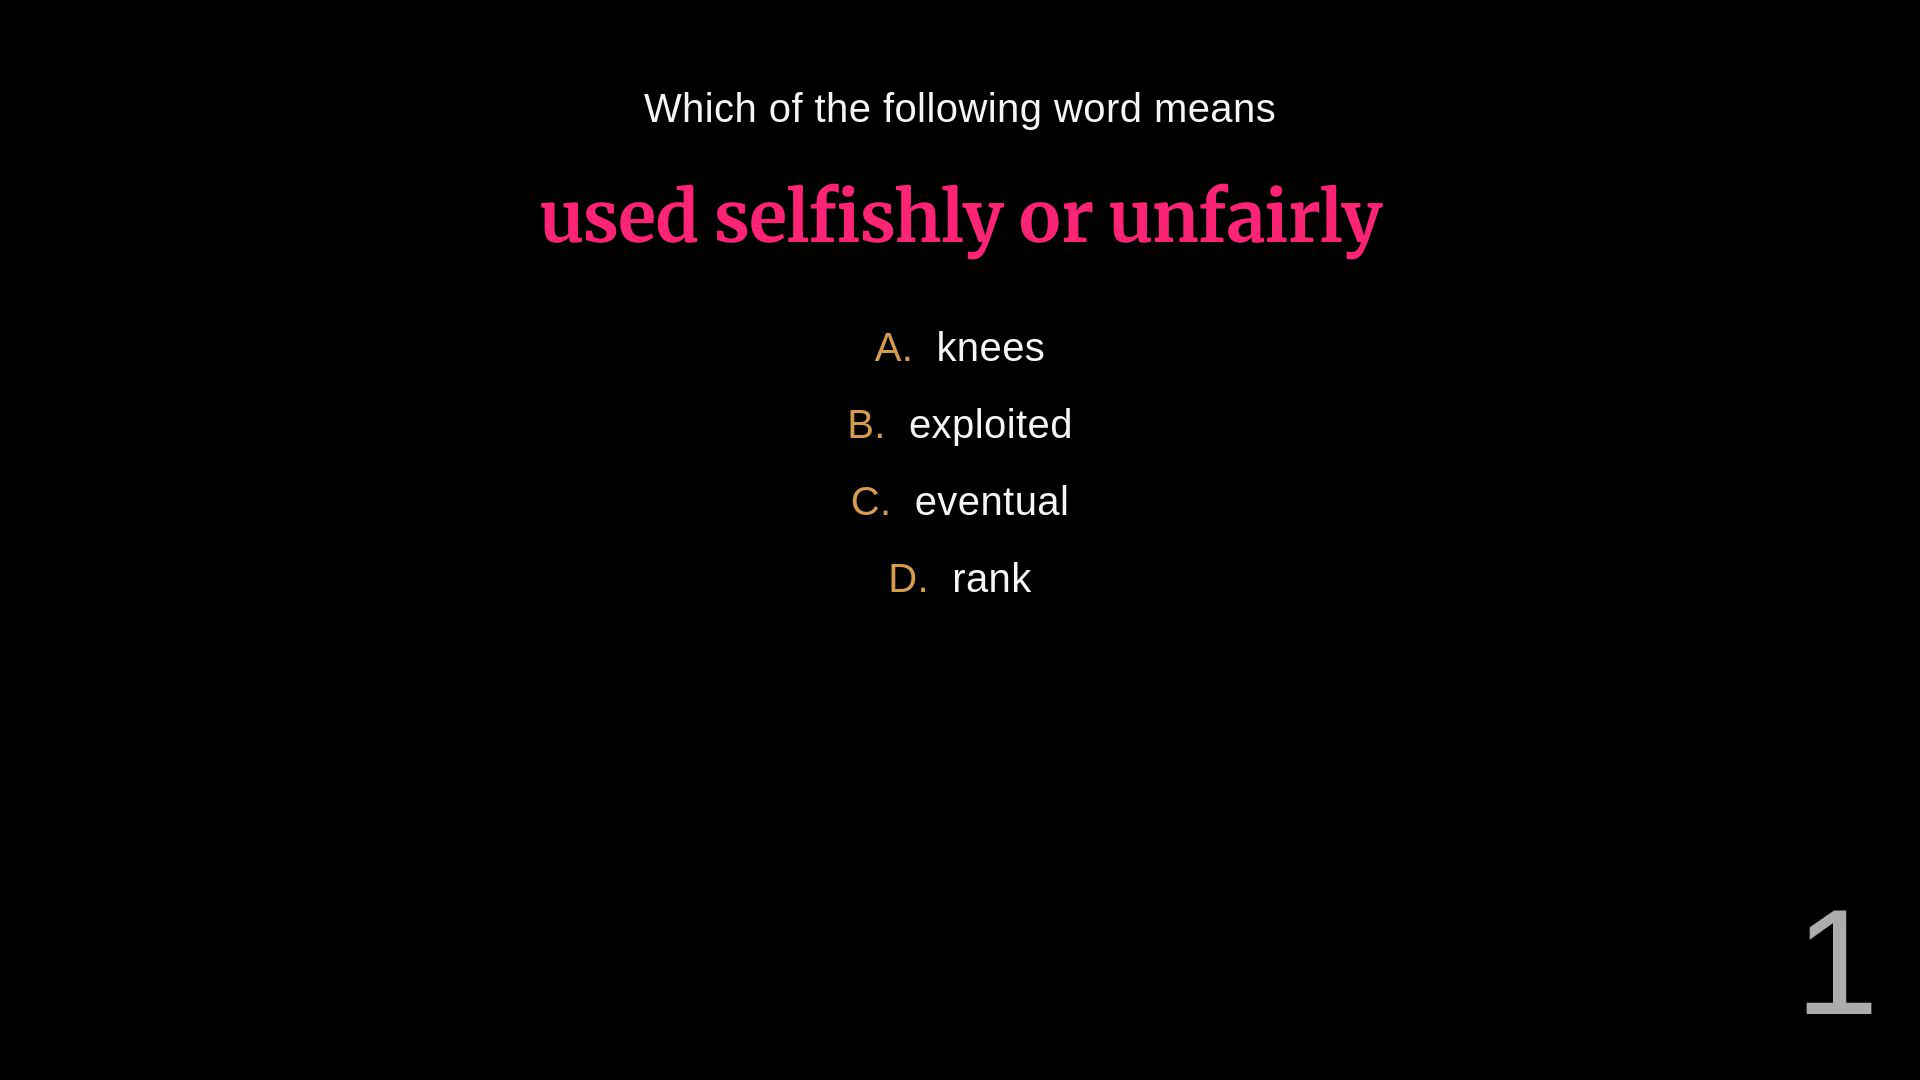 Which of the following word means
used selfishly or unfairly
A. knees
B. exploited
C. eventual
D. rank
1